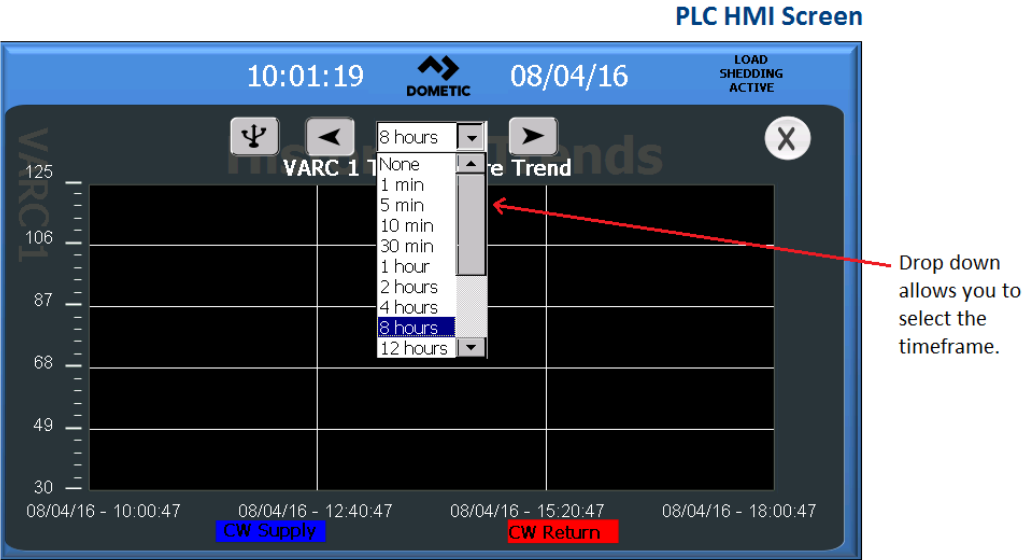 PLC HMI Screen
10:01:19
DOMETIC
08/04/16
LOAD
SHEDDING
ACTIVE
8 hours
X
VARC 1 T
e Trend
nds
VARC1
None
1 min
5 min
10 min
30 min
1 hour
2 hours
4 hours
8 hours
12 hours
125
106
87
68
49
30
08/04/16 - 10:00:47
08/04/16 - 12:40:47
08/04/16 - 15:20:47
08/04/16 - 18:00:47
CW Supply
CW Return
Drop down
allows you to
select the
timeframe.